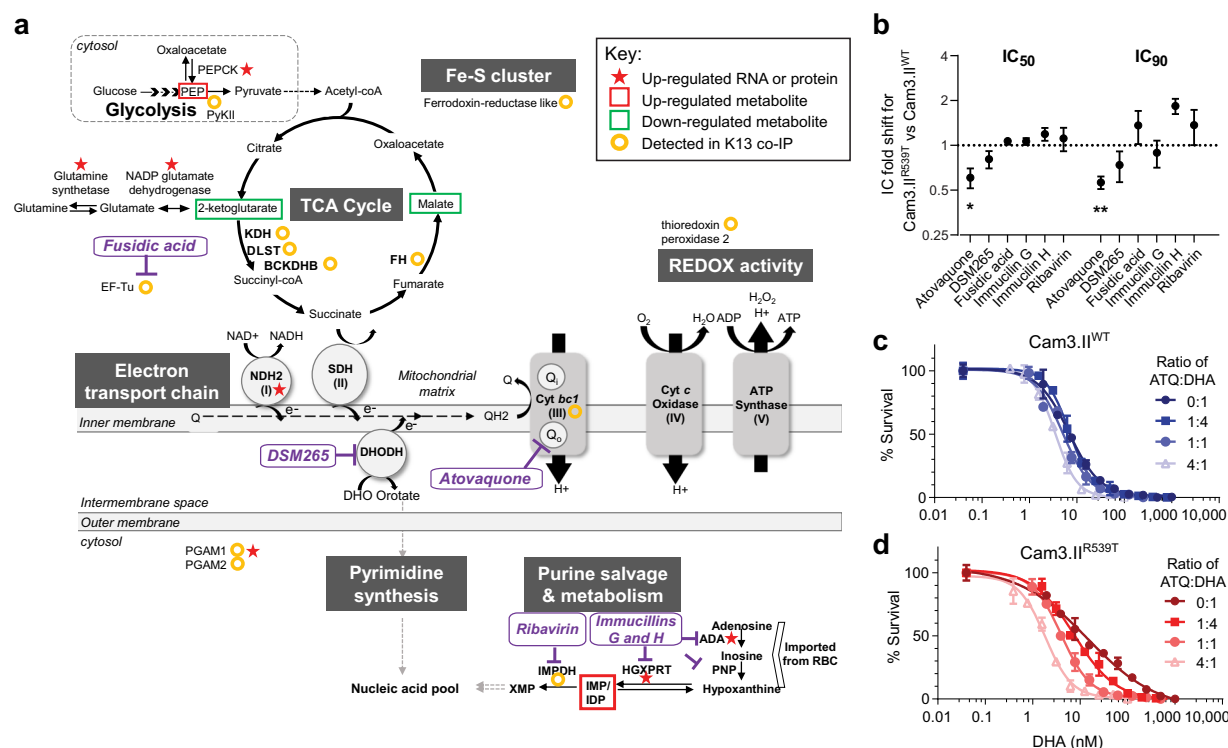 a
cytosol
Oxaloacetate
PEPCK
Glucose
PEP
Pyruvate
Acetyl-coA
Glycolysis
PyKII
Fe-S cluster
Ferrodoxin-reductase like
Key:
Up-regulated RNA or protein
Up-regulated metabolite
Down-regulated metabolite
Detected in K13 co-IP
Citrate
Oxaloacetate
Glutamine
synthetase
NADP glutamate
dehydrogenase
Glutamine
Glutamate
2-ketoglutarate
TCA Cycle
Malate
KDH
DLST
BCKDHB
Succinyl-coA
FH
Fumarate
Succinate
Fusidic acid
EF-Tu
thioredoxin
peroxidase 2
REDOX activity
Electron
transport chain
NAD+
NADH
NDH2
(I)
SDH
(II)
Mitochondrial
matrix
Q
Q
e-
e-
e-
QH2
Qi
Cyt bc1
(III)
Qo
H+
O2
H2O
Cyt c
Oxidase
(IV)
H+
ADP
H2O2
H+
ATP
ATP
Synthase
(V)
Inner membrane
DSM265
DHODH
Atovaquone
DHO Orotate
Intermembrane space
Outer membrane
cytosol
PGAM1
PGAM2
Pyrimidine
synthesis
Purine salvage
& metabolism
Ribavirin
Immucillins
G and H
Adenosine
ADA
Inosine
PNP
Hypoxanthine
Imported
from RBC
IMPDH
HGXPRT
IMP/
IDP
XMP
Nucleic acid pool
b
IC50
IC90
IC fold shift for
Cam3.IIR539T vs Cam3.IIWT
4
2
1
0.5
0.25
*
**
Atovaquone
DSM265
Fusidic acid
Immucilin G
Immucilin H
Ribavirin
Atovaquone
DSM265
Fusidic acid
Immucilin G
Immucilin H
Ribavirin
c
Cam3.IIWT
% Survival
100
50
0
0.01
0.1
1
10
100
1,000
10,000
Ratio of
ATQ:DHA
0:1
1:4
1:1
4:1
d
Cam3.IIR539T
% Survival
100
50
0
0.01
0.1
1
10
100
1,000
10,000
DHA (nM)
Ratio of
ATQ:DHA
0:1
1:4
1:1
4:1